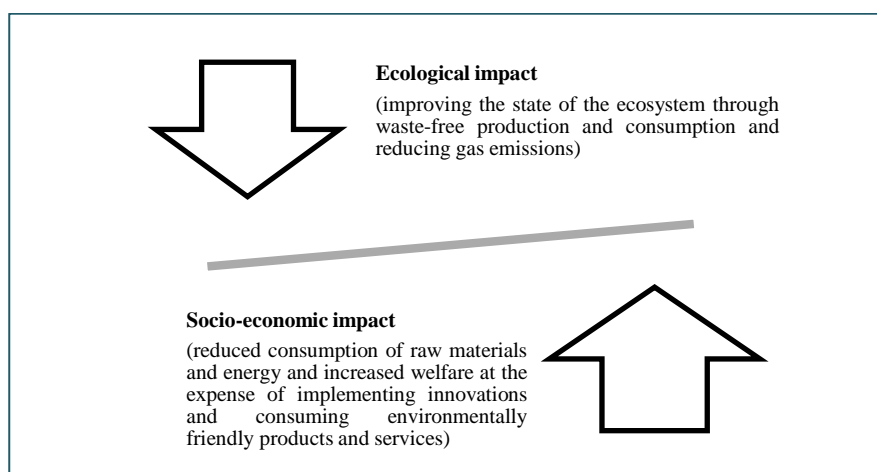 Ecological impact
(improving the state of the ecosystem through
waste-free production and consumption and
reducing gas emissions)
Socio-economic impact
(reduced consumption of raw materials
and energy and increased welfare at the
expense of implementing innovations
and consuming environmentally
friendly products and services)